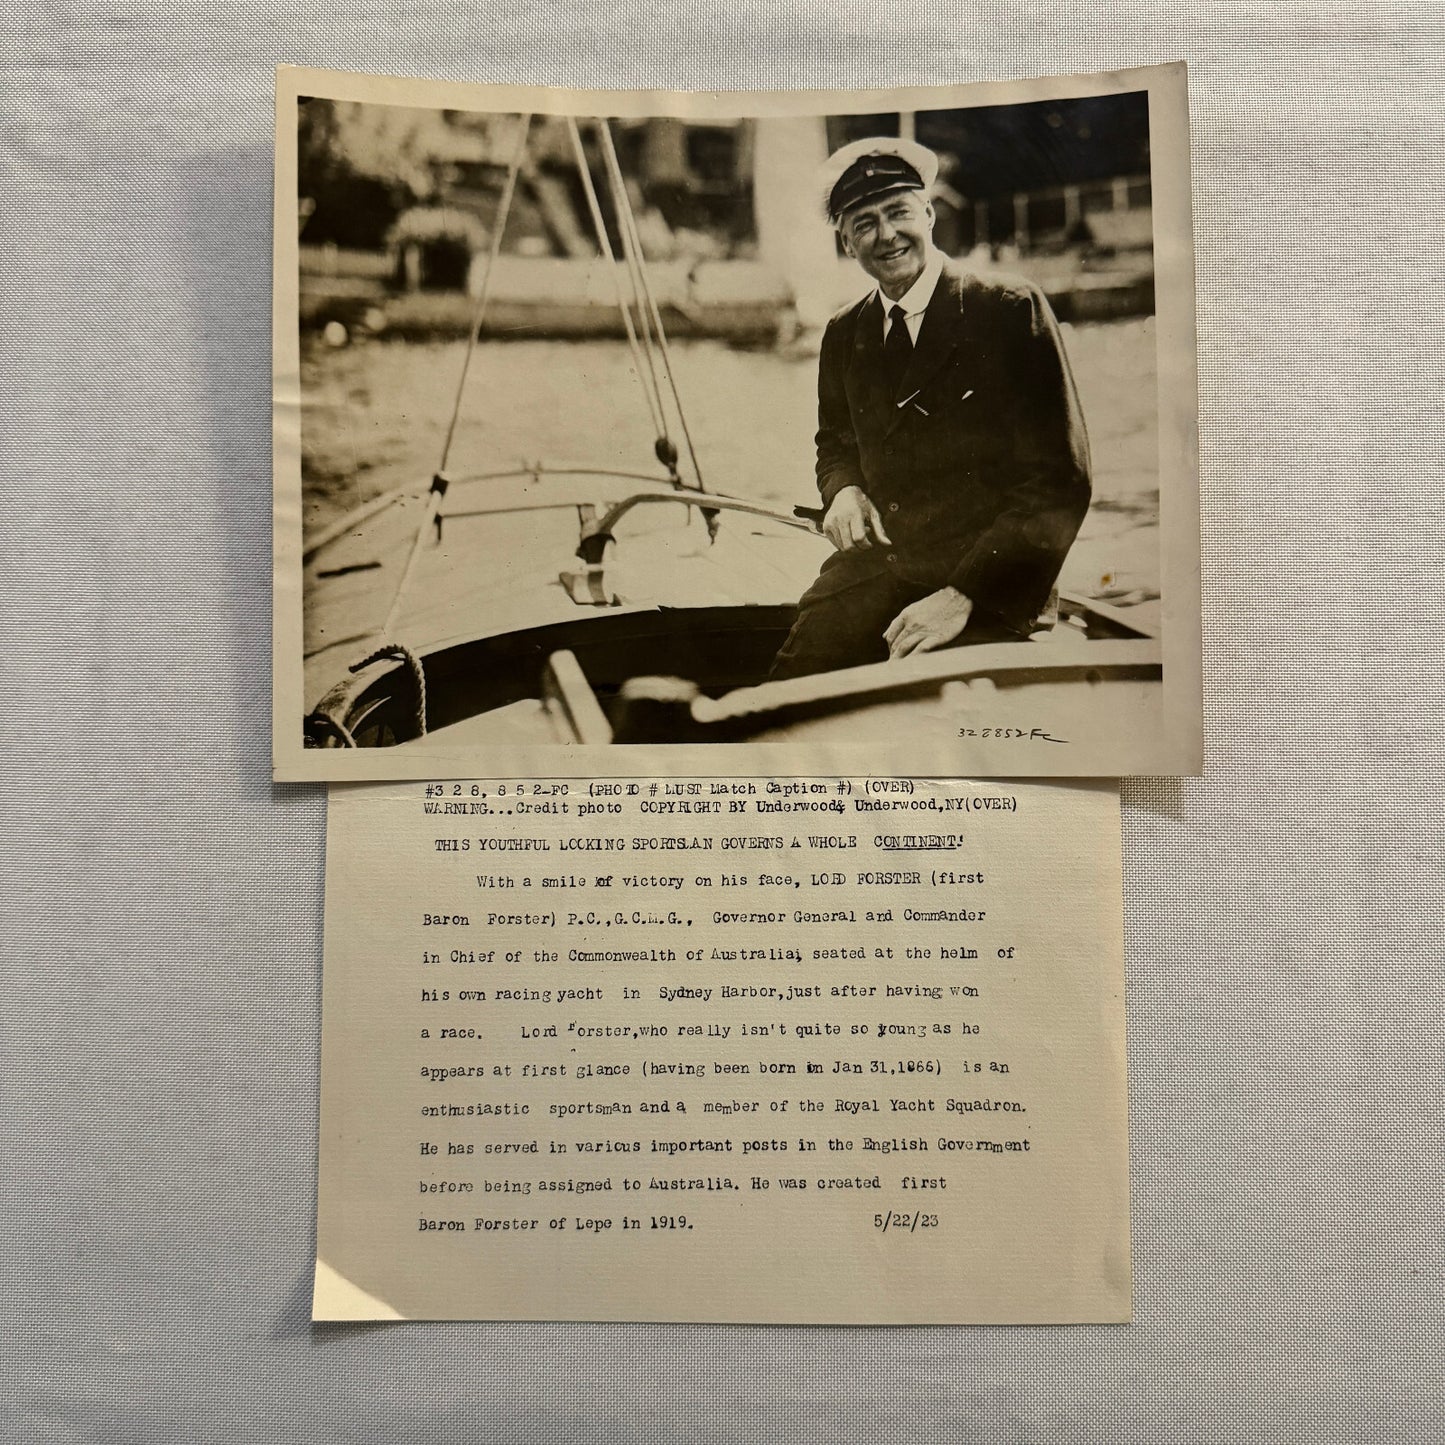 328852FC
#3 2 8, 8 5 2-FC (PHOTO # MUST Match Caption #) (OVER)
WARNING...Credit photo COPYRIGHT BY Underwood& Underwood,NY(OVER)
THIS YOUTHFUL LOOKING SPORTSMAN GOVERNS A WHOLE CONTINENT!
With a smile of victory on his face, LORD FORSTER (first
Baron Forster) P.C.,G.C.M.G., Governor General and Commander
in Chief of the Commonwealth of Australia, seated at the helm of
his own racing yacht in Sydney Harbor,just after having won
a race. Lord Forster,who really isn't quite so young as he
appears at first glance (having been born in Jan 31,1866) is an
enthusiastic sportsman and a member of the Royal Yacht Squadron.
He has served in various important posts in the English Government
before being assigned to Australia. He was created first
Baron Forster of Lepe in 1919. 5/22/23